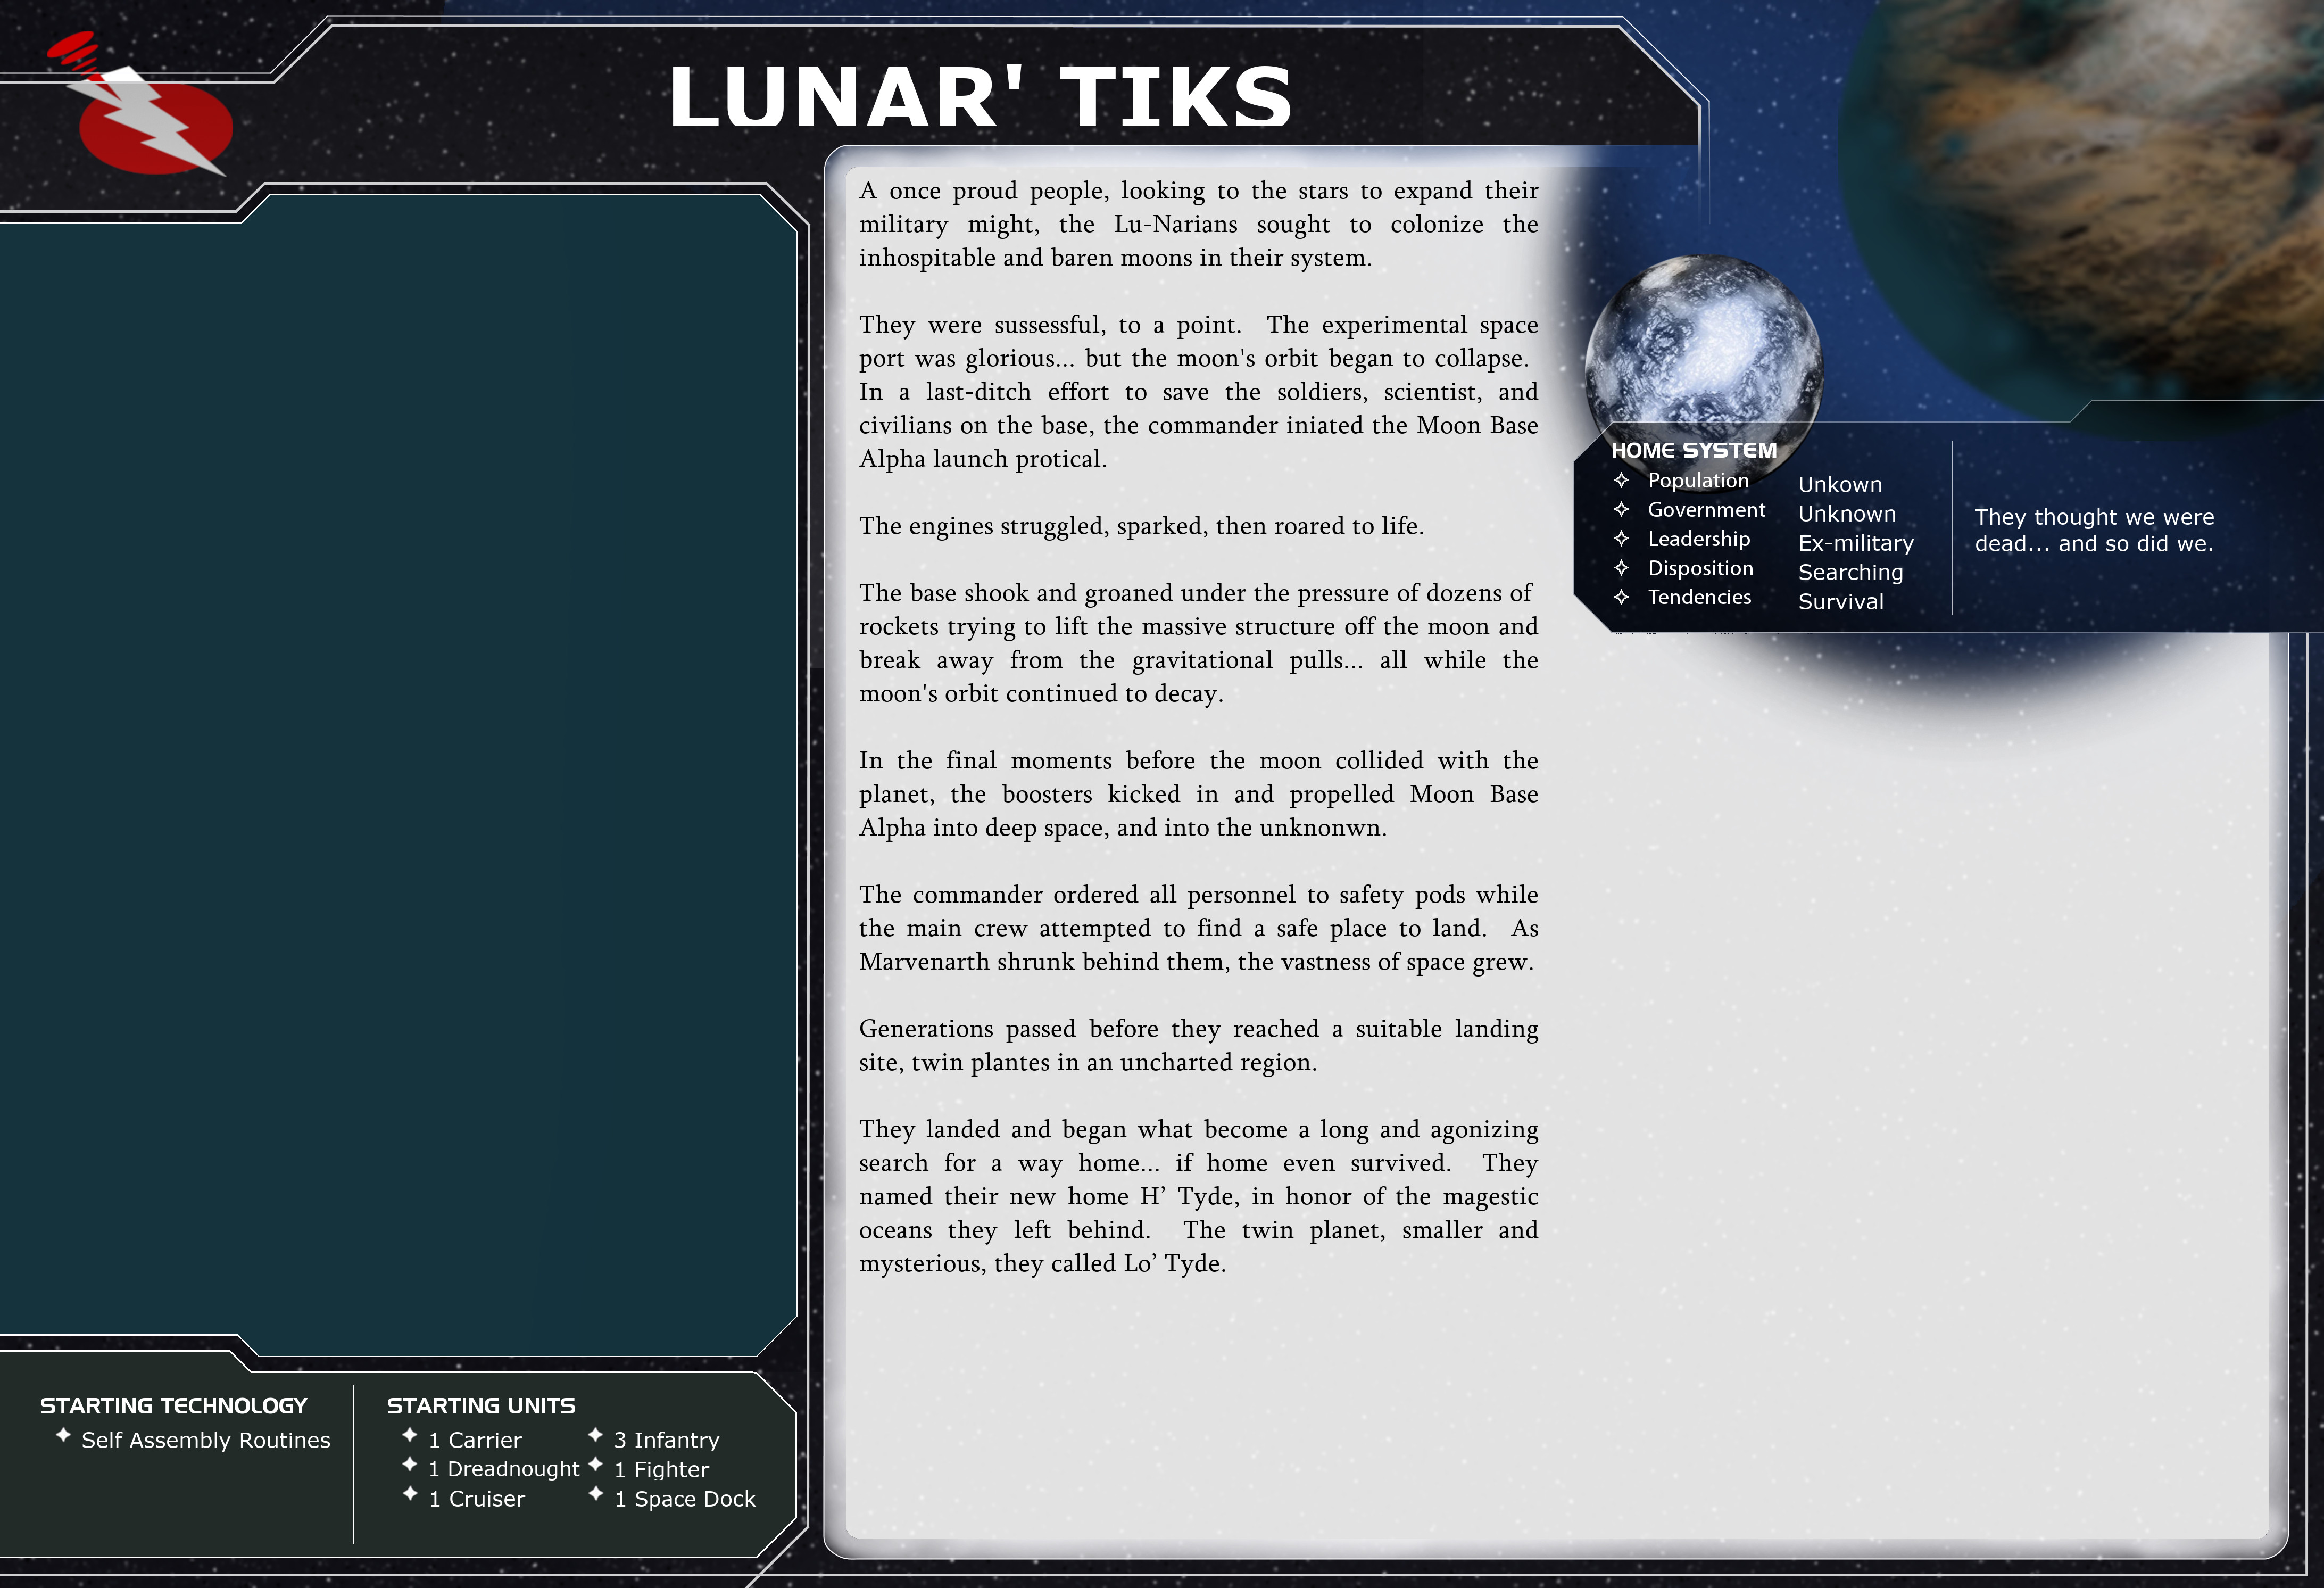 LUNAR' TIKS
A once proud people, looking to the stars to expand their
military might, the Lu-Narians sought to colonize the
inhospitable and baren moons in their system.
They were sussessful, to a point. The experimental space
port was glorious... but the moon's orbit began to collapse.
In a last-ditch effort to save the soldiers, scientist, and
civilians on the base, the commander iniated the Moon Base
Alpha launch protical.
The engines struggled, sparked, then roared to life.
The base shook and groaned under the pressure of dozens of
rockets trying to lift the massive structure off the moon and
break away from the gravitational pulls... all while the
moon's orbit continued to decay.
In the final moments before the moon collided with the
planet, the boosters kicked in and propelled Moon Base
Alpha into deep space, and into the unknonwn.
The commander ordered all personnel to safety pods while
the main crew attempted to find a safe place to land. As
Marvenarth shrunk behind them, the vastness of space grew.
Generations passed before they reached a suitable landing
site, twin plantes in an uncharted region.
They landed and began what become a long and agonizing
search for a way home... if home even survived. They
named their new home H’ Tyde, in honor of the magestic
oceans they left behind. The twin planet, smaller and
mysterious, they called Lo’ Tyde.
HOME SYSTEM
Population Unkown
Government Unknown
Leadership Ex-military
Disposition Searching
Tendencies Survival
They thought we were
dead... and so did we.
STARTING TECHNOLOGY
Self Assembly Routines
STARTING UNITS
1 Carrier
1 Dreadnought
1 Cruiser
3 Infantry
1 Fighter
1 Space Dock